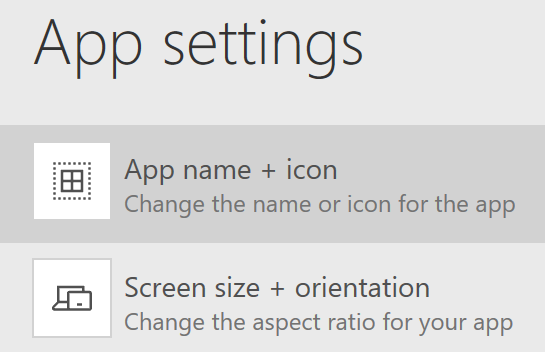 App settings
App name + icon
Change the name or icon for the app
Screen size + orientation
Change the aspect ratio for your app